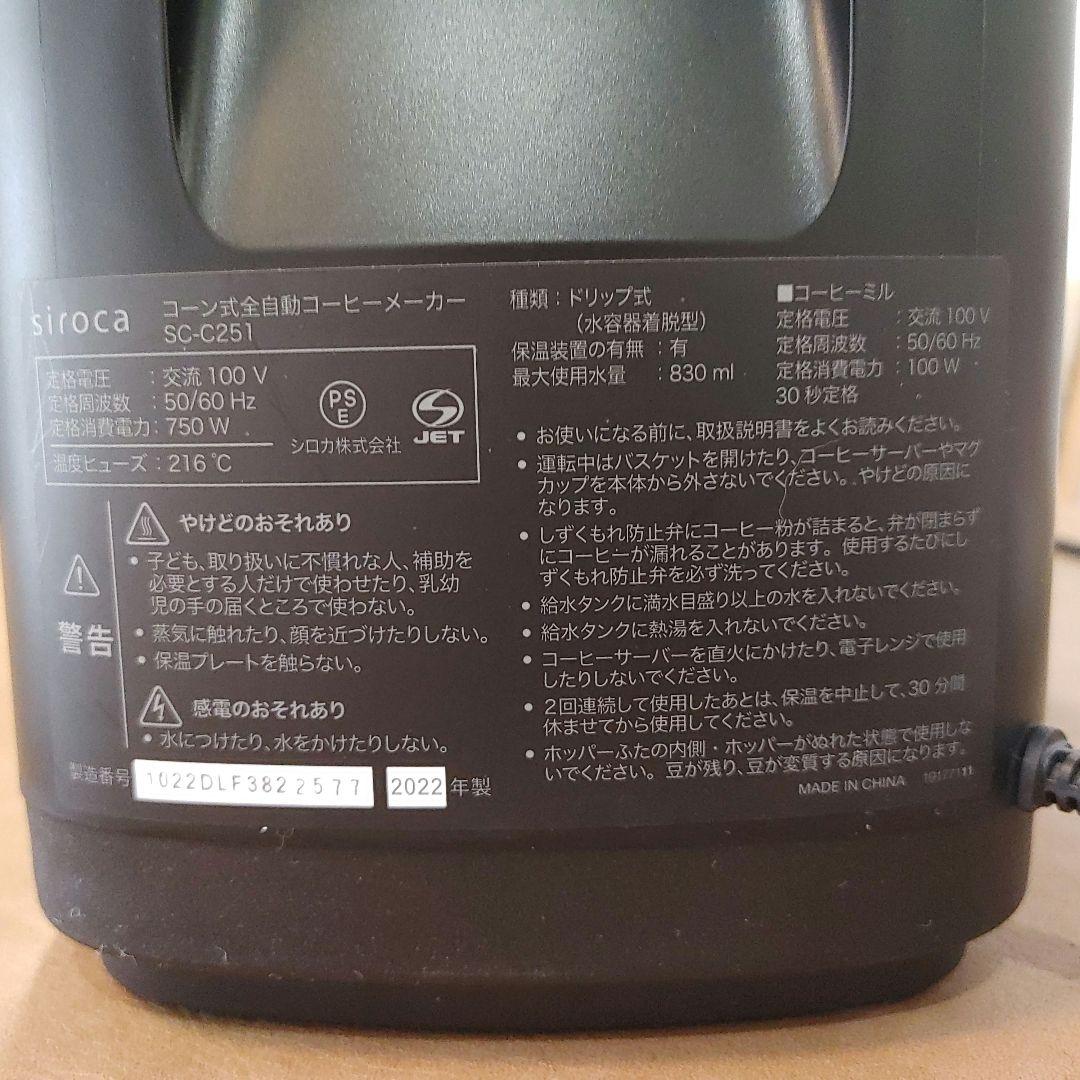 siroca
コーン式全自動コーヒーメーカー
SC-C251
定格電圧 : 交流 100 V
定格周波数 : 50/60 Hz
定格消費電力 : 750 W
温度ヒューズ : 216 ℃
PS
E
シロカ株式会社
JET
警告
やけどのおそれあり
• 子ども、取り扱いに不慣れな人、補助を
必要とする人だけで使わせたり、乳幼
児の手の届くところで使わない。
• 蒸気に触れたり、顔を近づけたりしない。
• 保温プレートを触らない。
感電のおそれあり
• 水につけたり、水をかけたりしない。
製造番号 1022DLF3822577 2022 年製
種類 : ドリップ式
(水容器着脱型)
保温装置の有無 : 有
最大使用水量 : 830 ml
■コーヒーミル
定格電圧 : 交流 100 V
定格周波数 : 50/60 Hz
定格消費電力 : 100 W
30 秒定格
• お使いになる前に、取扱説明書をよくお読みください。
• 運転中はバスケットを開けたり、コーヒーサーバーやマグ
カップを本体から外さないでください。やけどの原因に
なります。
• しずくもれ防止弁にコーヒー粉が詰まると、弁が閉まらず
にコーヒーが漏れることがあります。使用するたびにし
ずくもれ防止弁を必ず洗ってください。
• 給水タンクに満水目盛り以上の水を入れないでください。
• 給水タンクに熱湯を入れないでください。
• コーヒーサーバーを直火にかけたり、電子レンジで使用
したりしないでください。
• 2回連続して使用したあとは、保温を中止して、30 分間
休ませてから使用してください。
• ホッパーふたの内側・ホッパーがぬれた状態で使用しな
いでください。豆が残り、豆が変質する原因になります。
MADE IN CHINA 19177111